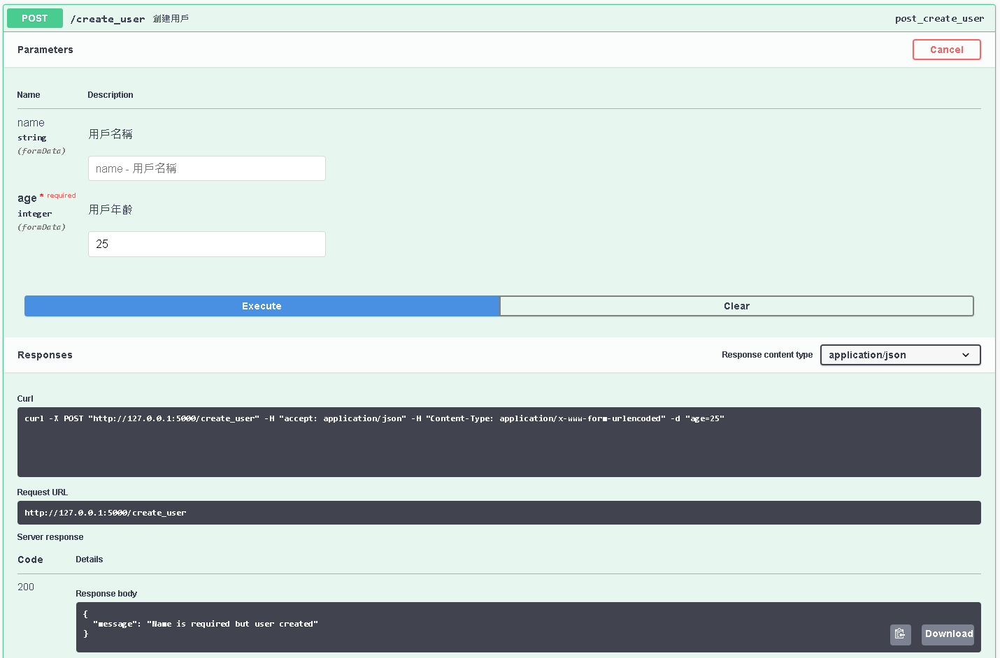 POST /create_user 創建用戶 post_create_user
Parameters Cancel
Name Description
name
string
(formData)
用戶名稱
name - 用戶名稱
age * required
integer
(formData)
用戶年齡
25
Execute Clear
Responses Response content type application/json
Curl
curl -X POST "http://127.0.0.1:5000/create_user" -H "accept: application/json" -H "Content-Type: application/x-www-form-urlencoded" -d "age=25"
Request URL
http://127.0.0.1:5000/create_user
Server response
Code Details
200
Response body
{
"message": "Name is required but user created"
}
Download